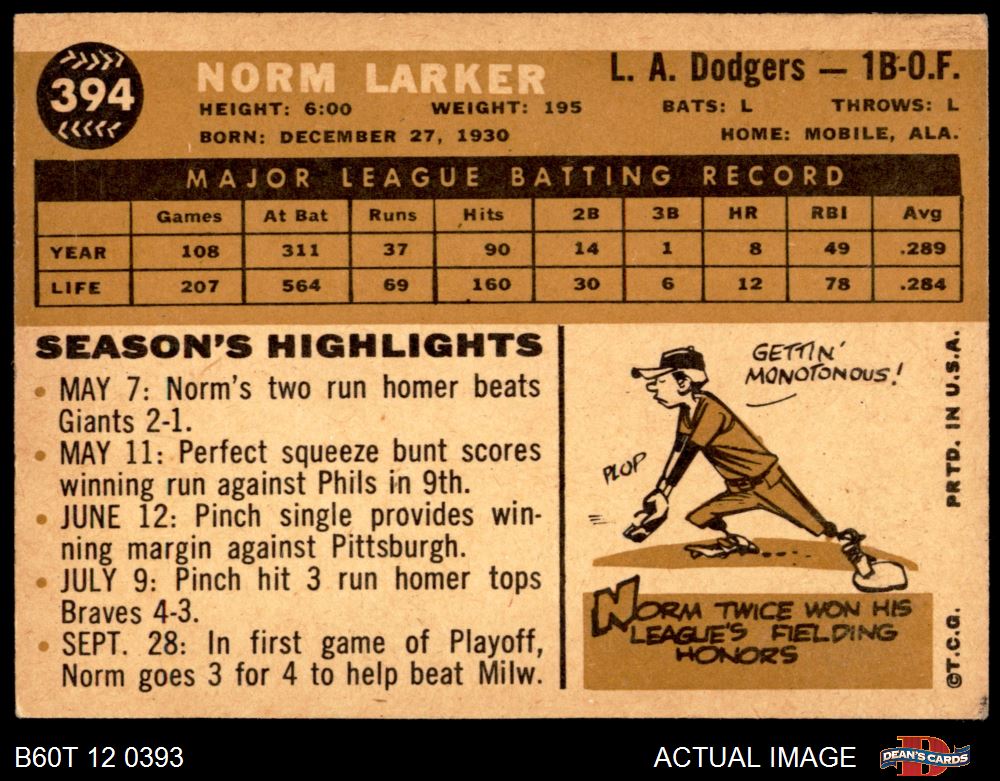 394
NORM LARKER
L. A. Dodgers — 1B-O.F.
HEIGHT: 6:00 WEIGHT: 195 BATS: L THROWS: L
BORN: DECEMBER 27, 1930 HOME: MOBILE, ALA.
MAJOR LEAGUE BATTING RECORD
Games At Bat Runs Hits 2B 3B HR RBI Avg
YEAR 108 311 37 90 14 1 8 49 .289
LIFE 207 564 69 160 30 6 12 78 .284
SEASON'S HIGHLIGHTS
• MAY 7: Norm's two run homer beats
Giants 2-1.
• MAY 11: Perfect squeeze bunt scores
winning run against Phils in 9th.
• JUNE 12: Pinch single provides win-
ning margin against Pittsburgh.
• JULY 9: Pinch hit 3 run homer tops
Braves 4-3.
• SEPT. 28: In first game of Playoff,
Norm goes 3 for 4 to help beat Milw.
GETTIN'
MONOTONOUS!
PLOP
NORM TWICE WON HIS
LEAGUE'S FIELDING
HONORS
©T.C.G. PRTD. IN U.S.A.
B60T 12 0393
ACTUAL IMAGE
DEAN'S CARDS